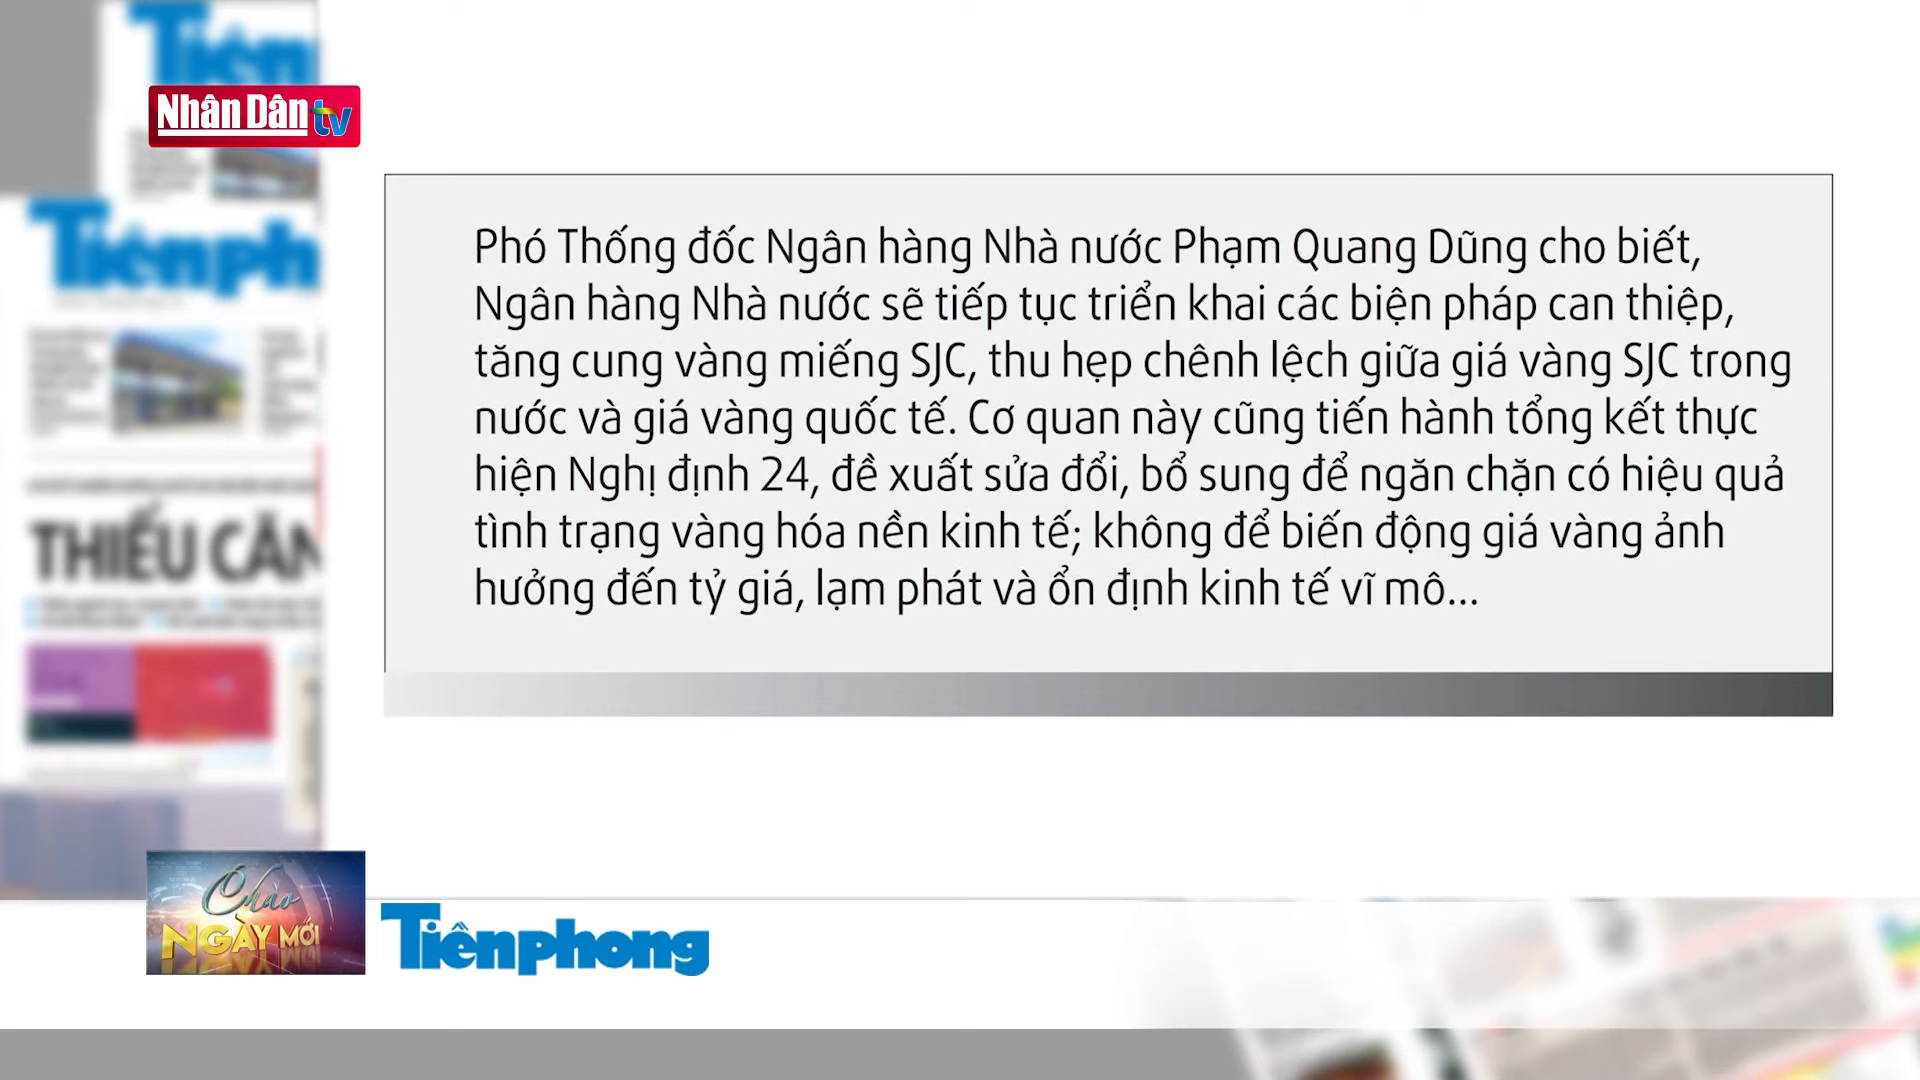 Tiên
Nhân Dân tv
Tiênph
Phó Thống đốc Ngân hàng Nhà nước Phạm Quang Dũng cho biết,
Ngân hàng Nhà nước sẽ tiếp tục triển khai các biện pháp can thiệp,
tăng cung vàng miếng SJC, thu hẹp chênh lệch giữa giá vàng SJC trong
nước và giá vàng quốc tế. Cơ quan này cũng tiến hành tổng kết thực
hiện Nghị định 24, đề xuất sửa đổi, bổ sung để ngăn chặn có hiệu quả
tình trạng vàng hóa nền kinh tế; không để biến động giá vàng ảnh
hưởng đến tỷ giá, lạm phát và ổn định kinh tế vĩ mô...
THIẾU CĂN
Chào
NGÀY MỚI
Tiênphong